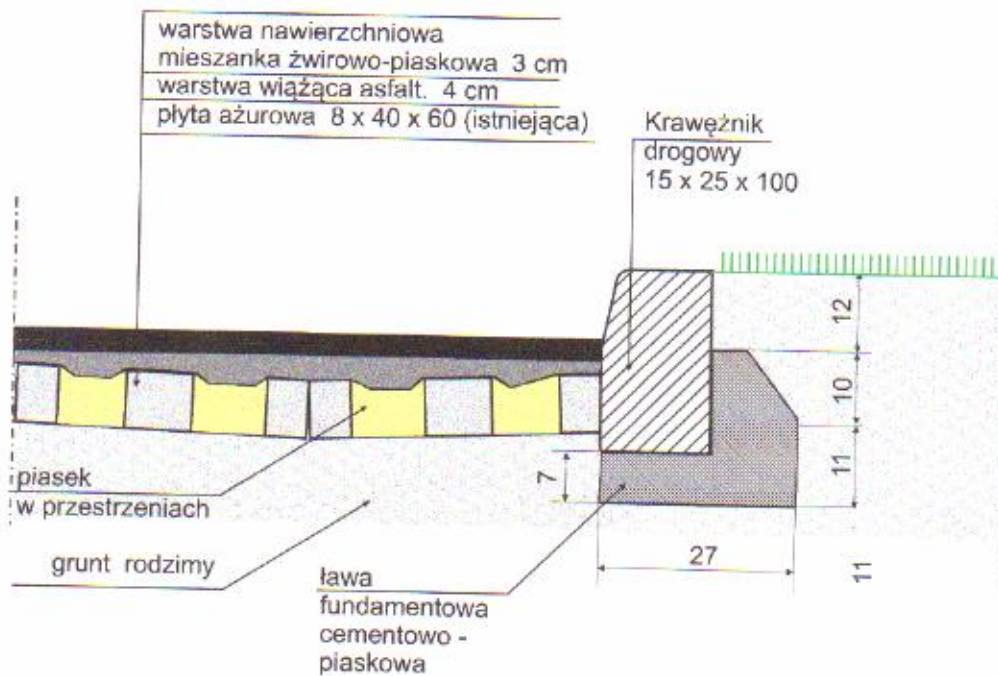 warstwa nawierzchniowa
mieszanka żwirowo-piaskowa 3 cm
warstwa wiążąca asfalt. 4 cm
płyta ażurowa 8 x 40 x 60 (istniejąca)
Krawężnik
drogowy
15 x 25 x 100
12
10
11
7
piasek
w przestrzeniach
grunt rodzimy
27
11
ława
fundamentowa
cementowo -
piaskowa